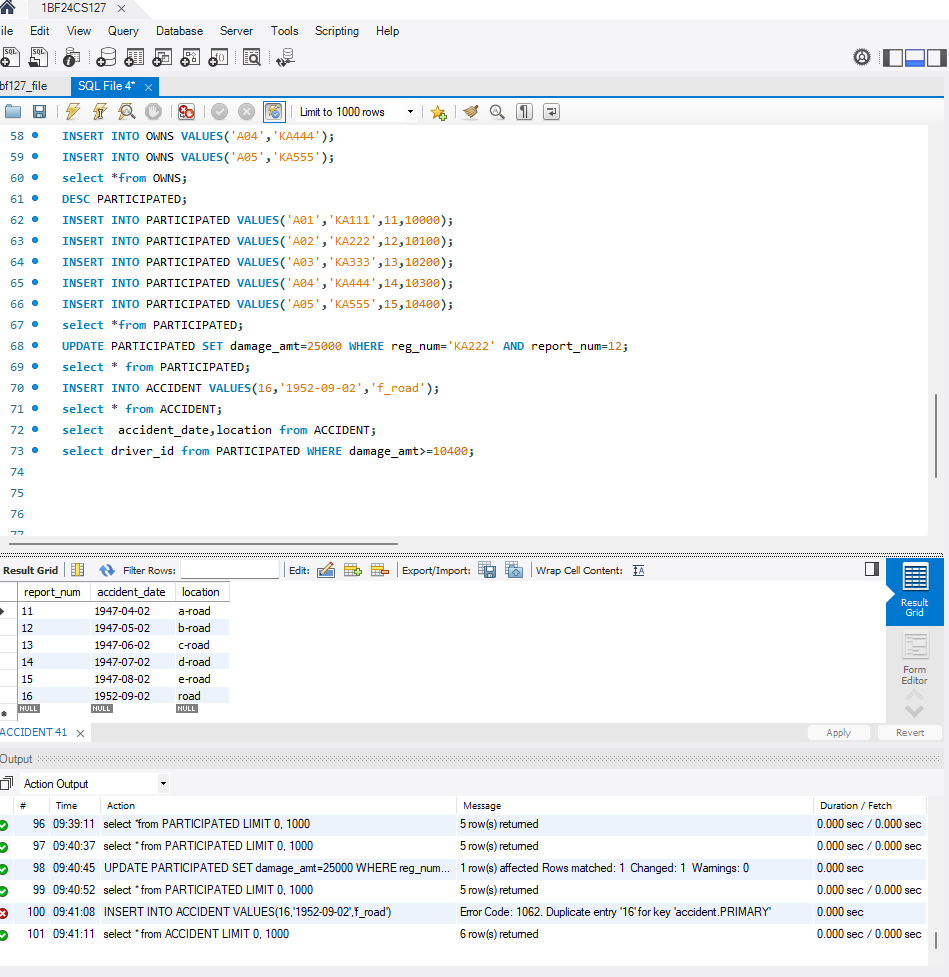 1BF24CS127
ile Edit View Query Database Server Tools Scripting Help
bf127_file SQL File 4*
Limit to 1000 rows
58 INSERT INTO OWNS VALUES('A04','KA444');
59 INSERT INTO OWNS VALUES('A05','KA555');
60 select *from OWNS;
61 DESC PARTICIPATED;
62 INSERT INTO PARTICIPATED VALUES('A01','KA111',11,10000);
63 INSERT INTO PARTICIPATED VALUES('A02','KA222',12,10100);
64 INSERT INTO PARTICIPATED VALUES('A03','KA333',13,10200);
65 INSERT INTO PARTICIPATED VALUES('A04','KA444',14,10300);
66 INSERT INTO PARTICIPATED VALUES('A05','KA555',15,10400);
67 select *from PARTICIPATED;
68 UPDATE PARTICIPATED SET damage_amt=25000 WHERE reg_num='KA222' AND report_num=12;
69 select * from PARTICIPATED;
70 INSERT INTO ACCIDENT VALUES(16,'1952-09-02','f_road');
71 select * from ACCIDENT;
72 select  accident_date,location from ACCIDENT;
73 select driver_id from PARTICIPATED WHERE damage_amt>=10400;
74
75
76
77
Result Grid Filter Rows: Edit: Export/Import: Wrap Cell Content:
report_num accident_date location
11 1947-04-02 a-road
12 1947-05-02 b-road
13 1947-06-02 c-road
14 1947-07-02 d-road
15 1947-08-02 e-road
16 1952-09-02 road
NULL NULL NULL
Result
Grid
Form
Editor
ACCIDENT 41 Apply Revert
Output
Action Output
# Time Action Message Duration / Fetch
96 09:39:11 select *from PARTICIPATED LIMIT 0, 1000 5 row(s) returned 0.000 sec / 0.000 sec
97 09:40:37 select * from PARTICIPATED LIMIT 0, 1000 5 row(s) returned 0.000 sec / 0.000 sec
98 09:40:45 UPDATE PARTICIPATED SET damage_amt=25000 WHERE reg_num... 1 row(s) affected Rows matched: 1 Changed: 1 Warnings: 0 0.000 sec
99 09:40:52 select * from PARTICIPATED LIMIT 0, 1000 5 row(s) returned 0.000 sec / 0.000 sec
100 09:41:08 INSERT INTO ACCIDENT VALUES(16,'1952-09-02','f_road') Error Code: 1062. Duplicate entry '16' for key 'accident.PRIMARY' 0.000 sec
101 09:41:11 select * from ACCIDENT LIMIT 0, 1000 6 row(s) returned 0.000 sec / 0.000 sec